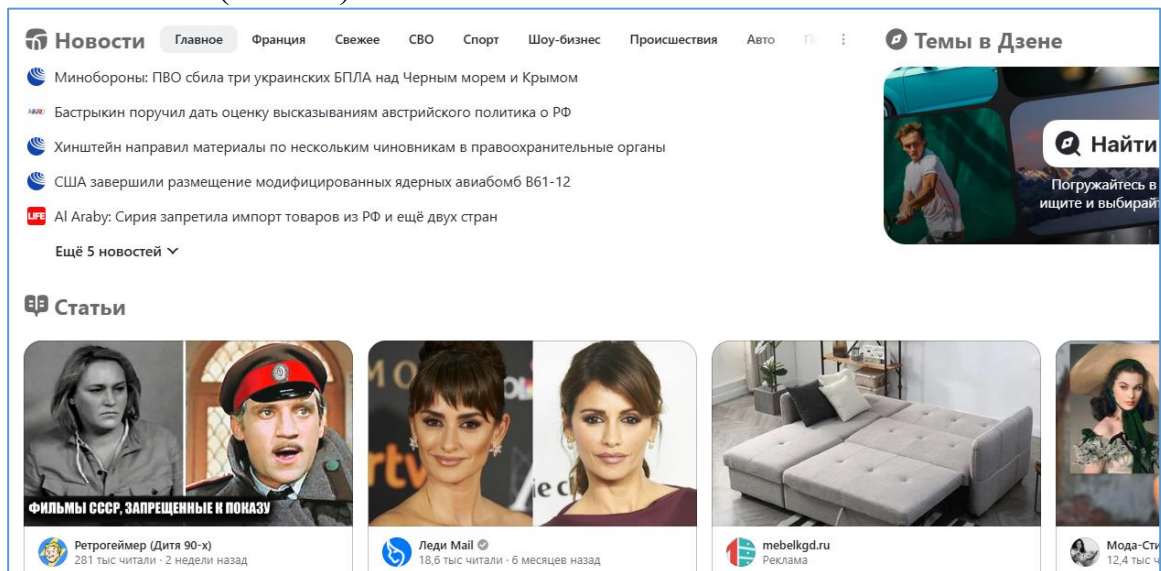 Новости Главное Франция Свежее СВО Спорт Шоу-бизнес Происшествия Авто
Минобороны: ПВО сбила три украинских БПЛА над Черным морем и Крымом
Бастрыкин поручил дать оценку высказываниям австрийского политика о РФ
Хинштейн направил материалы по нескольким чиновникам в правоохранительные органы
США завершили размещение модифицированных ядерных авиабомб B61-12
LIFE Al Araby: Сирия запретила импорт товаров из РФ и ещё двух стран
Ещё 5 новостей
Темы в Дзене
Найти
Погружайтесь в
ищите и выбирай
Статьи
ФИЛЬМЫ СССР, ЗАПРЕЩЕННЫЕ К ПОКАЗУ
Ретрогеймер (Дитя 90-х)
281 тыс читали · 2 недели назад
Леди Mail
18,6 тыс читали · 6 месяцев назад
mebelkgd.ru
Реклама
Мода-Сти
12,4 тыс ч